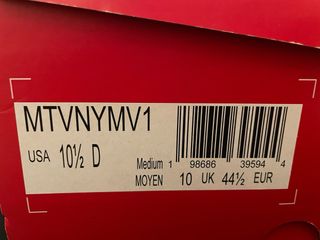 MTVNYMV1
USA 10½ D
Medium 1 98686 39594 4
MOYEN 10 UK 44½ EUR